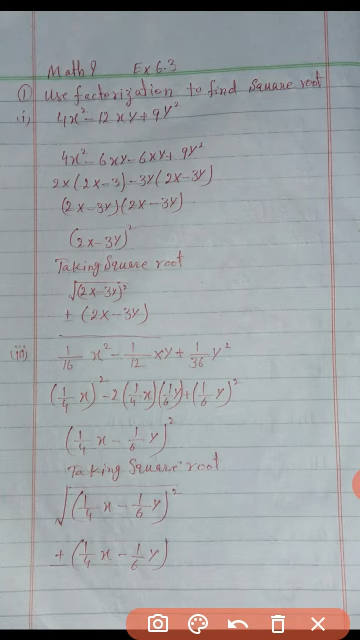 Math 9 Ex 6.3
① Use factorization to find square root
(i) 4x² - 12xy + 9y²
4x² - 6xy - 6xy + 9y²
2x(2x-3) - 3y(2x-3y)
(2x-3y)(2x-3y)
(2x-3y)²
Taking Square root
√(2x-3y)²
± (2x-3y)
(iii) 1/16 x² - 1/12 xy + 1/36 y²
(1/4 x)² - 2(1/4 x)(1/6 y) + (1/6 y)²
(1/4 x - 1/6 y)²
Taking Square root
√(1/4 x - 1/6 y)²
± (1/4 x - 1/6 y)